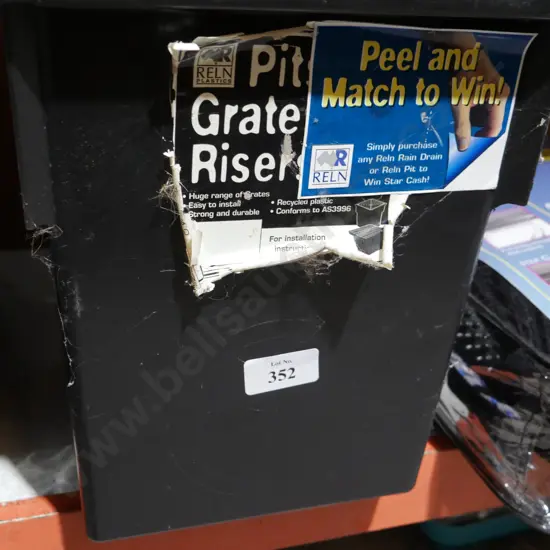 RELN
PLASTICS
Pit
Grate
Risers
• Huge range of grates
• Easy to install
• Strong and durable
• Recycled plastic
• Conforms to AS3996
For installation
Peel and
Match to Win!
R
RELN
Simply purchase
any Reln Rain Drain
or Reln Pit to
Win Star Cash!
Lot No.
352